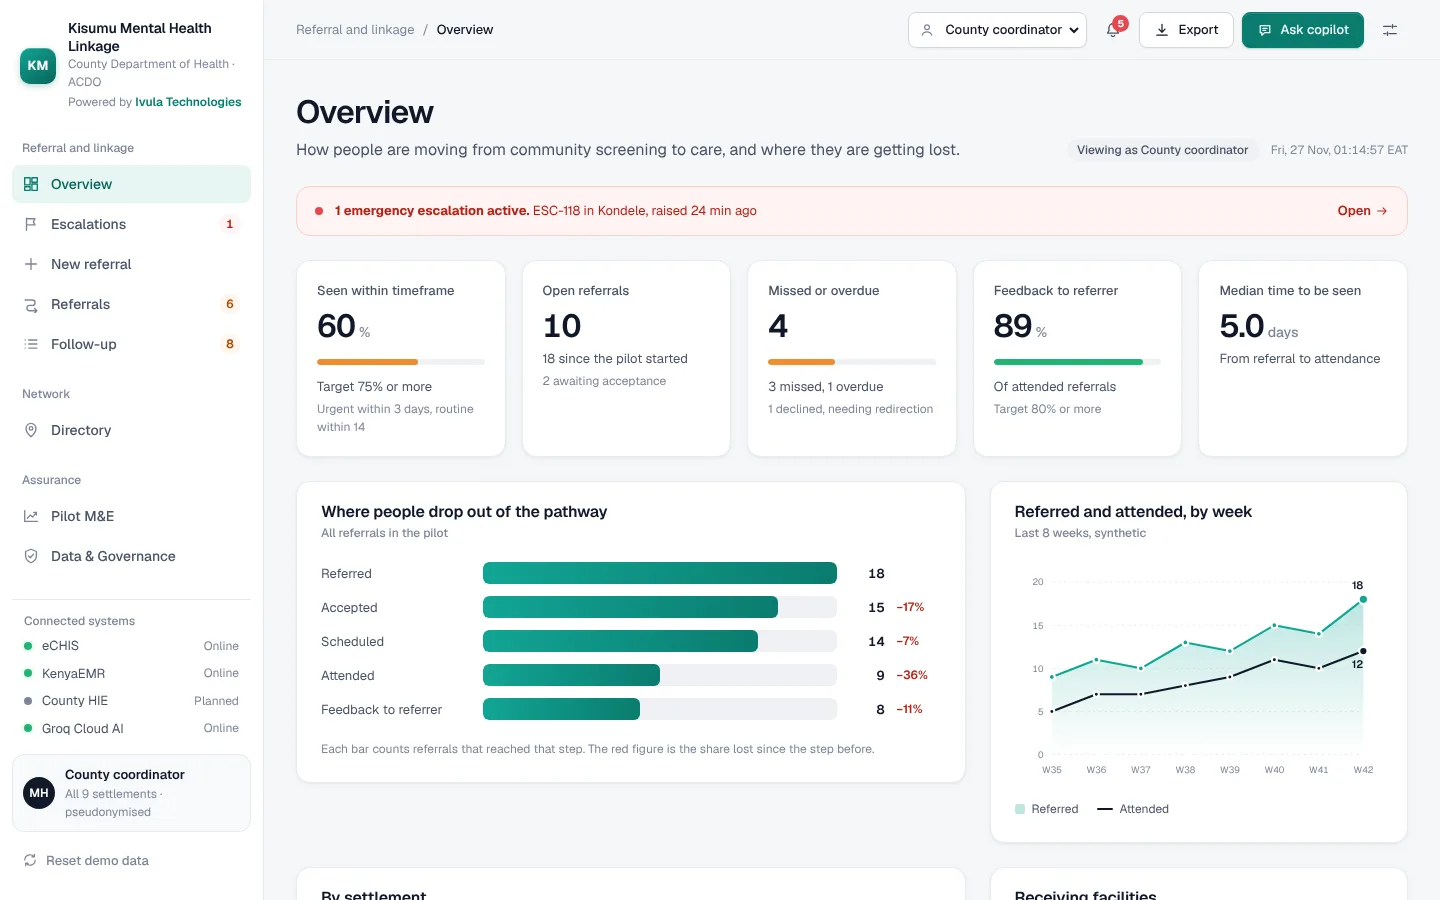 Kisumu Mental Health
Linkage
KM
County Department of Health ·
ACDO
Powered by Ivula Technologies
Referral and linkage
Overview
Escalations 1
New referral
Referrals 6
Follow-up 8
Network
Directory
Assurance
Pilot M&E
Data & Governance
Connected systems
eCHIS Online
KenyaEMR Online
County HIE Planned
Groq Cloud AI Online
MH
County coordinator
All 9 settlements ·
pseudonymised
Reset demo data
Referral and linkage / Overview
County coordinator
5
Export
Ask copilot
Overview
How people are moving from community screening to care, and where they are getting lost.
Viewing as County coordinator
Fri, 27 Nov, 01:14:57 EAT
1 emergency escalation active. ESC-118 in Kondele, raised 24 min ago
Open →
Seen within timeframe
60 %
Target 75% or more
Urgent within 3 days, routine
within 14
Open referrals
10
18 since the pilot started
2 awaiting acceptance
Missed or overdue
4
3 missed, 1 overdue
1 declined, needing redirection
Feedback to referrer
89 %
Of attended referrals
Target 80% or more
Median time to be seen
5.0 days
From referral to attendance
Where people drop out of the pathway
All referrals in the pilot
Referred 18
Accepted 15 −17%
Scheduled 14 −7%
Attended 9 −36%
Feedback to referrer 8 −11%
Each bar counts referrals that reached that step. The red figure is the share lost since the step before.
Referred and attended, by week
Last 8 weeks, synthetic
20
15
10
5
0
18
12
W35 W36 W37 W38 W39 W40 W41 W42
Referred Attended
By settlement
Receiving facilities